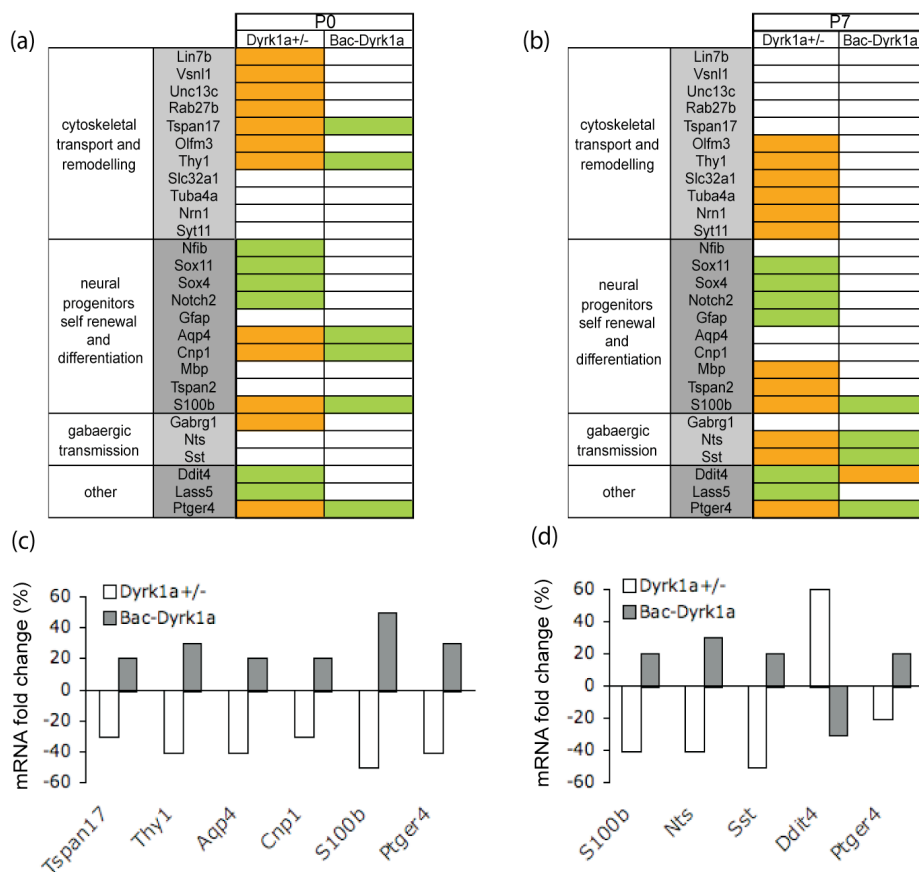 (a)
P0
Dyrk1a+/- Bac-Dyrk1a
cytoskeletal
transport and
remodelling
Lin7b
Vsnl1
Unc13c
Rab27b
Tspan17
Olfm3
Thy1
Slc32a1
Tuba4a
Nrn1
Syt11
neural
progenitors
self renewal
and
differentiation
Nfib
Sox11
Sox4
Notch2
Gfap
Aqp4
Cnp1
Mbp
Tspan2
S100b
gabaergic
transmission
Gabrg1
Nts
Sst
other
Ddit4
Lass5
Ptger4
(b)
P7
Dyrk1a+/- Bac-Dyrk1a
cytoskeletal
transport and
remodelling
Lin7b
Vsnl1
Unc13c
Rab27b
Tspan17
Olfm3
Thy1
Slc32a1
Tuba4a
Nrn1
Syt11
neural
progenitors
self renewal
and
differentiation
Nfib
Sox11
Sox4
Notch2
Gfap
Aqp4
Cnp1
Mbp
Tspan2
S100b
gabaergic
transmission
Gabrg1
Nts
Sst
other
Ddit4
Lass5
Ptger4
(c)
mRNA fold change (%)
60
40
20
0
-20
-40
-60
Dyrk1a+/-
Bac-Dyrk1a
Tspan17
Thy1
Aqp4
Cnp1
S100b
Ptger4
(d)
mRNA fold change (%)
60
40
20
0
-20
-40
-60
Dyrk1a+/-
Bac-Dyrk1a
S100b
Nts
Sst
Ddit4
Ptger4